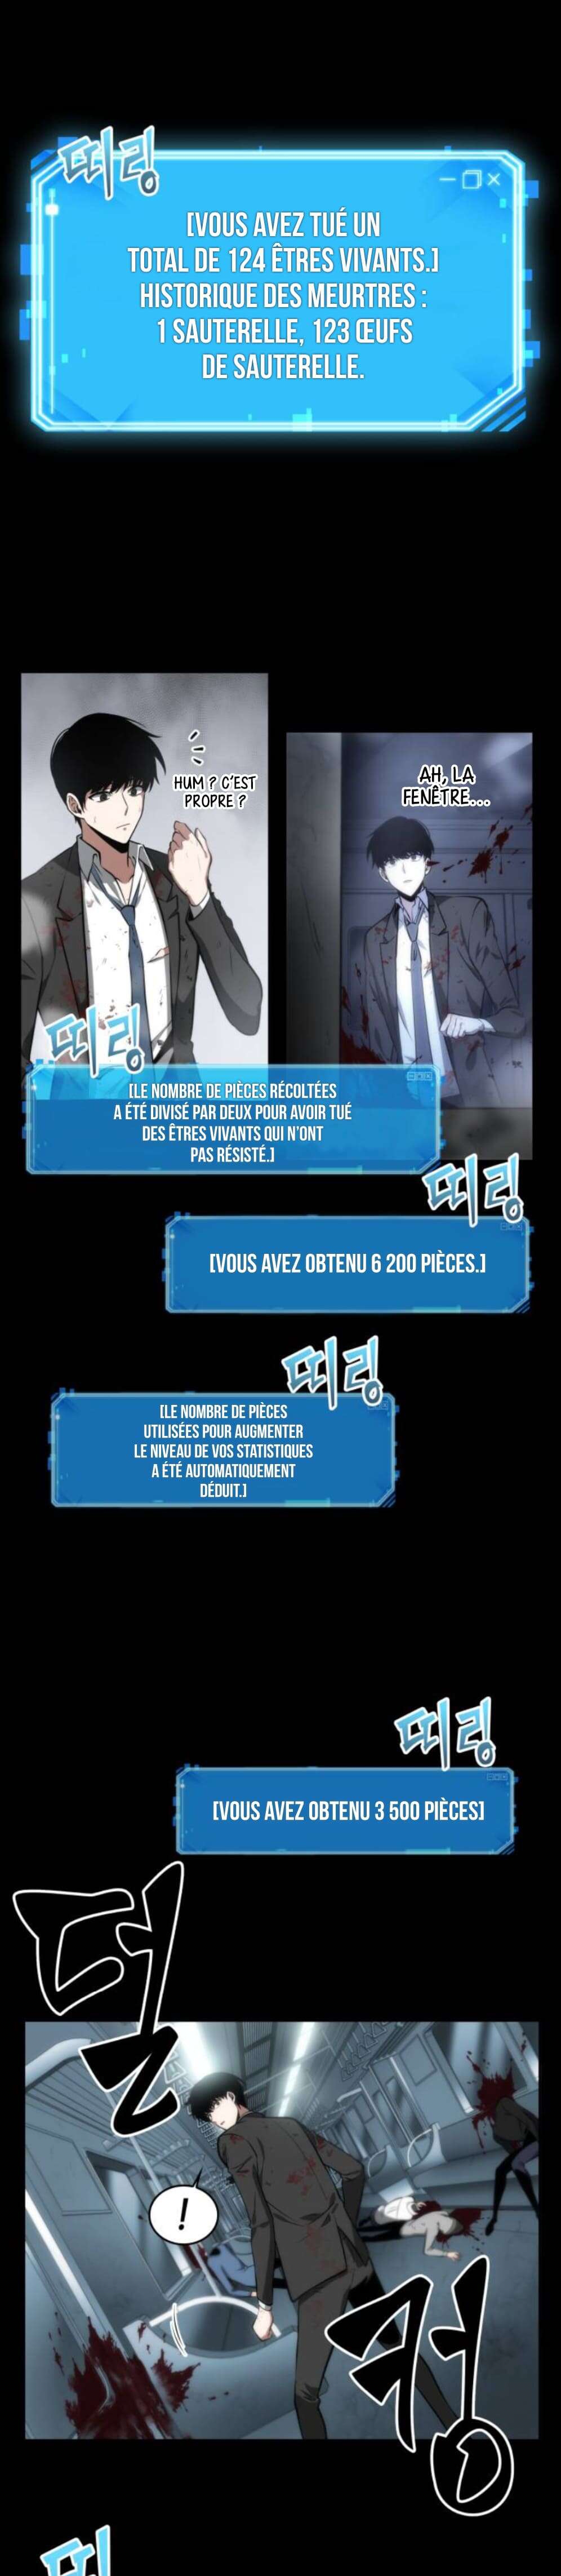 띠링
[VOUS AVEZ TUÉ UN
TOTAL DE 124 ÊTRES VIVANTS.]
HISTORIQUE DES MEURTRES :
1 SAUTERELLE, 123 ŒUFS
DE SAUTERELLE.
HUM ? C'EST
PROPRE ?
AH, LA
FENÊTRE...
띠링
[LE NOMBRE DE PIÈCES RÉCOLTÉES
A ÉTÉ DIVISÉ PAR DEUX POUR AVOIR TUÉ
DES ÊTRES VIVANTS QUI N'ONT
PAS RÉSISTÉ.]
띠링
[VOUS AVEZ OBTENU 6 200 PIÈCES.]
띠링
[LE NOMBRE DE PIÈCES
UTILISÉES POUR AUGMENTER
LE NIVEAU DE VOS STATISTIQUES
A ÉTÉ AUTOMATIQUEMENT
DÉDUIT.]
띠링
[VOUS AVEZ OBTENU 3 500 PIÈCES]
덜
!
컹
띠